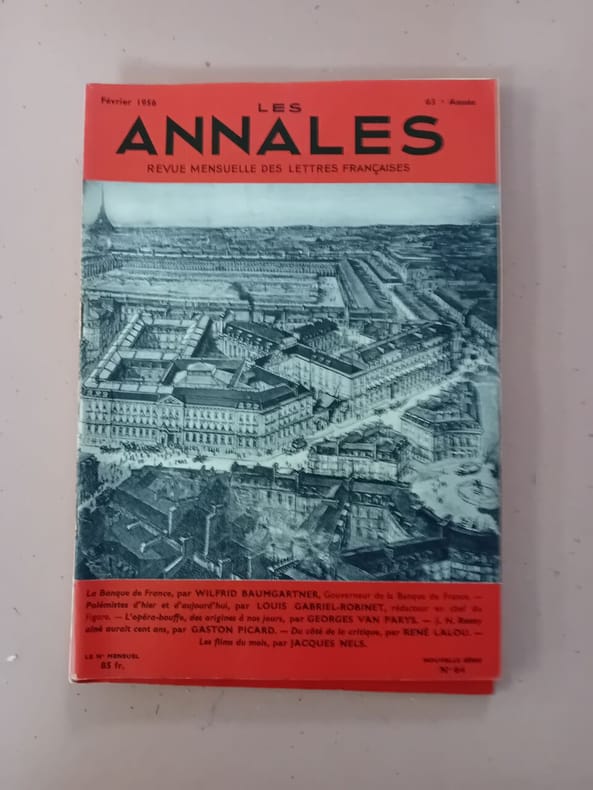 Février 1956
63e Année
LES
ANNALES
REVUE MENSUELLE DES LETTRES FRANÇAISES
La Banque de France, par WILFRID BAUMGARTNER, Gouverneur de la Banque de France. —
Polémistes d'hier et d'aujourd'hui, par LOUIS GABRIEL-ROBINET, rédacteur en chef du
Figaro. — L'opéra-bouffe, des origines à nos jours, par GEORGES VAN PARYS. — J. H. Rosny
aîné aurait cent ans, par GASTON PICARD. — Du côté de la critique, par RENÉ LALOU. —
Les films du mois, par JACQUES NELS.
LE No MENSUEL
85 fr.
NOUVELLE SÉRIE
No 64